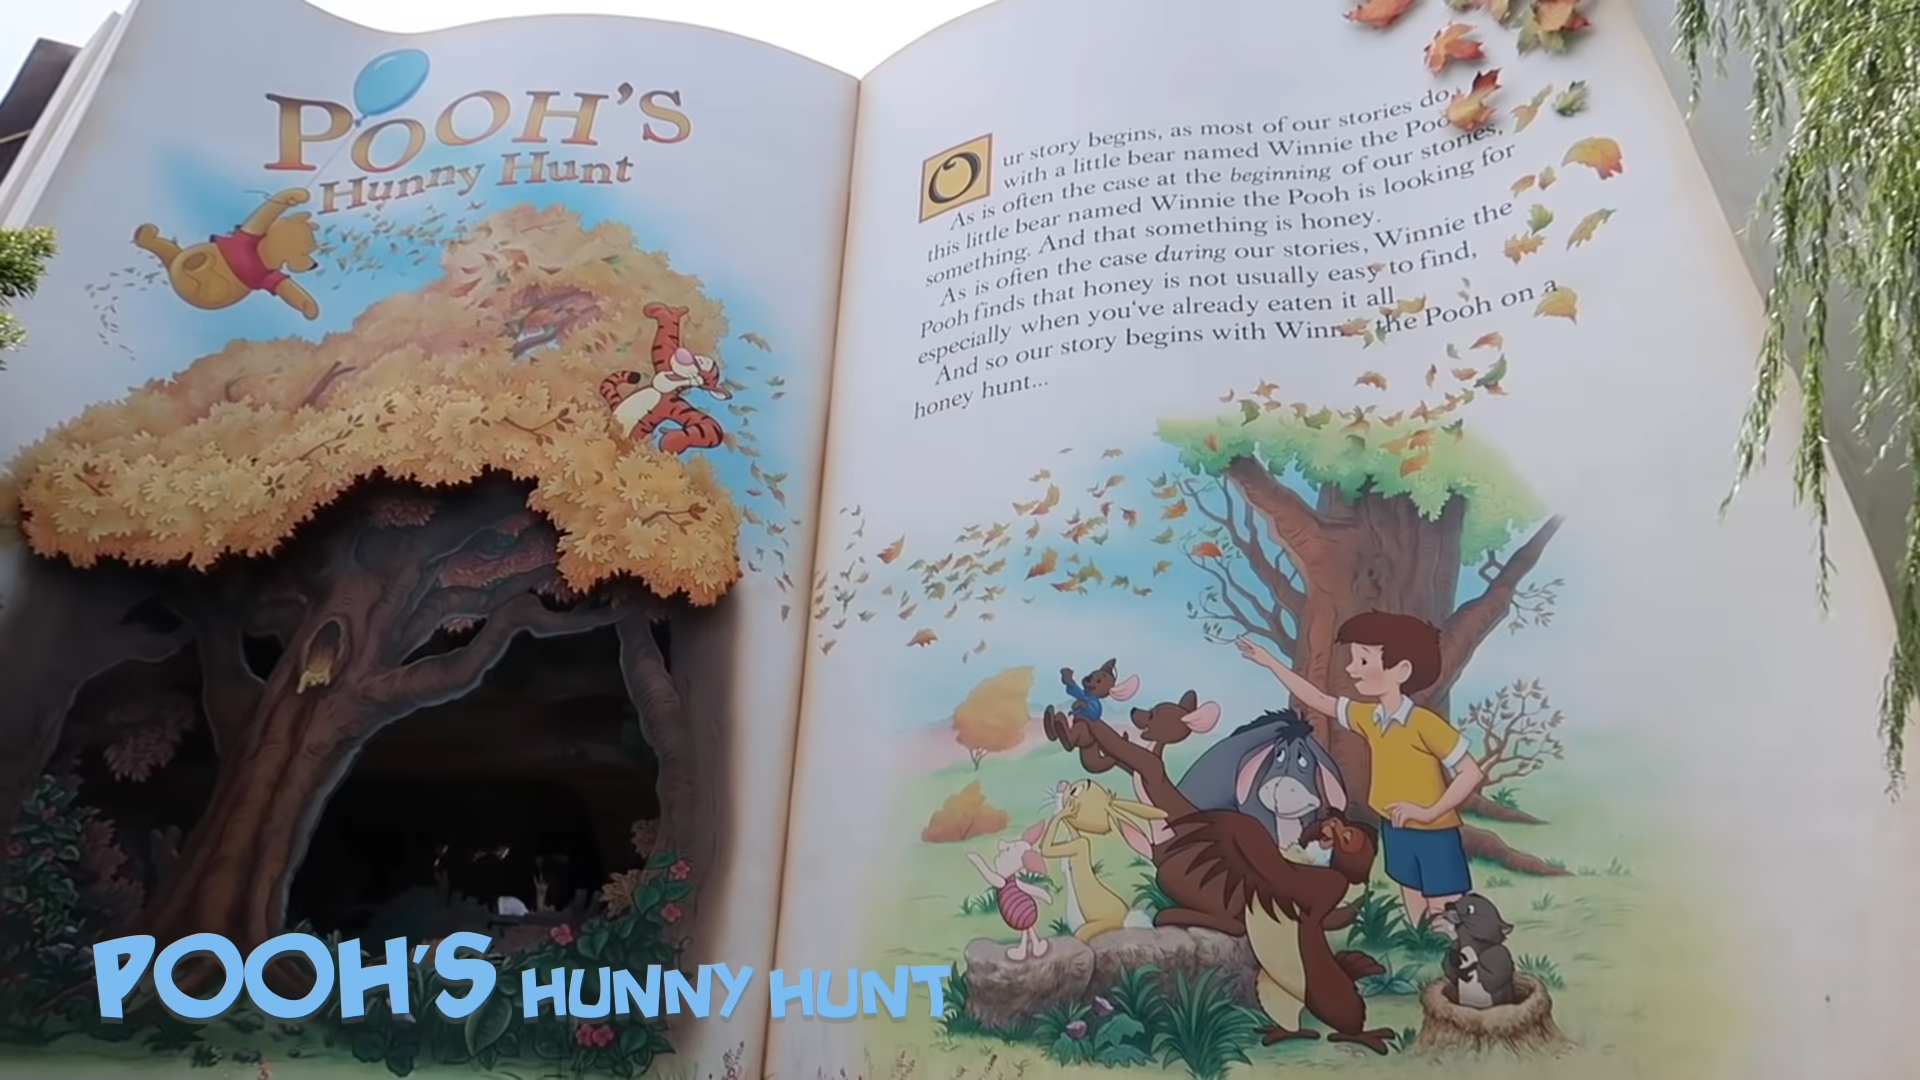 POOH'S
Hunny Hunt
Our story begins, as most of our stories do,
with a little bear named Winnie the Poo
As is often the case at the beginning of our stories,
this little bear named Winnie the Pooh is looking for
something. And that something is honey.
As is often the case during our stories, Winnie the
Pooh finds that honey is not usually easy to find,
especially when you've already eaten it all.
And so our story begins with Winnie the Pooh on a
honey hunt...
POOH'S HUNNY HUNT